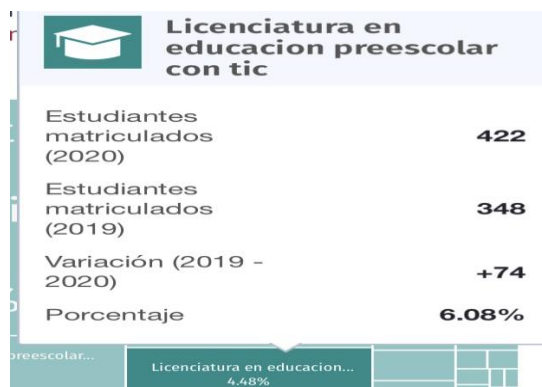 Licenciatura en
educacion preescolar
con tic
Estudiantes
matriculados
(2020)
422
Estudiantes
matriculados
(2019)
348
Variación (2019 -
2020)
+74
Porcentaje
6.08%
preescolar...
Licenciatura en educacion...
4.48%